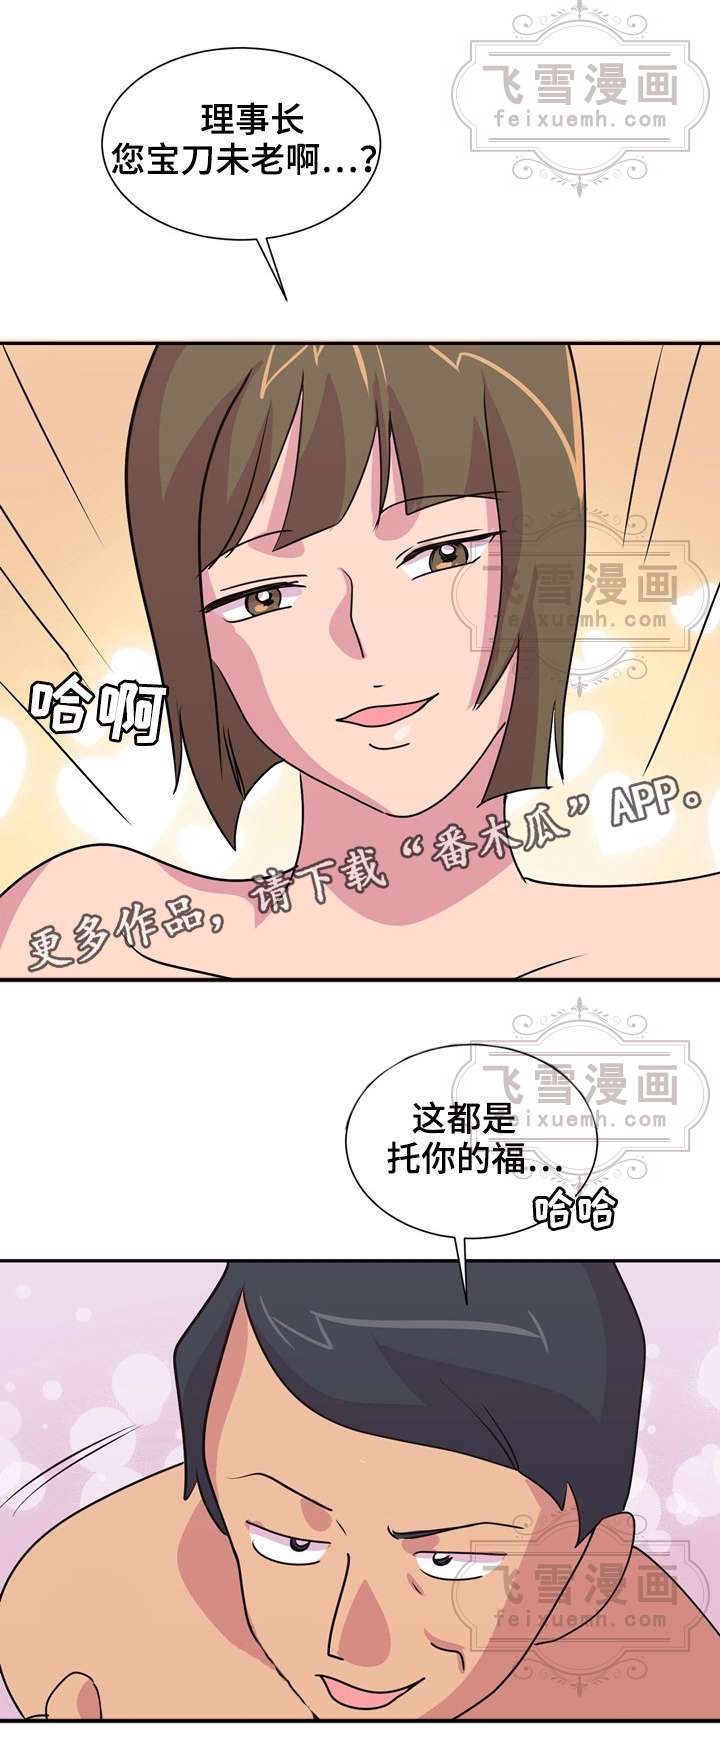 飞雪漫画
feixuemh.com
理事长
您宝刀未老啊...?
飞雪漫画
feixuemh.com
哈啊
更多作品，请下载“番木瓜”APP。
飞雪漫画
feixuemh.com
这都是
托你的福...
哈哈
飞雪漫画
feixuemh.com